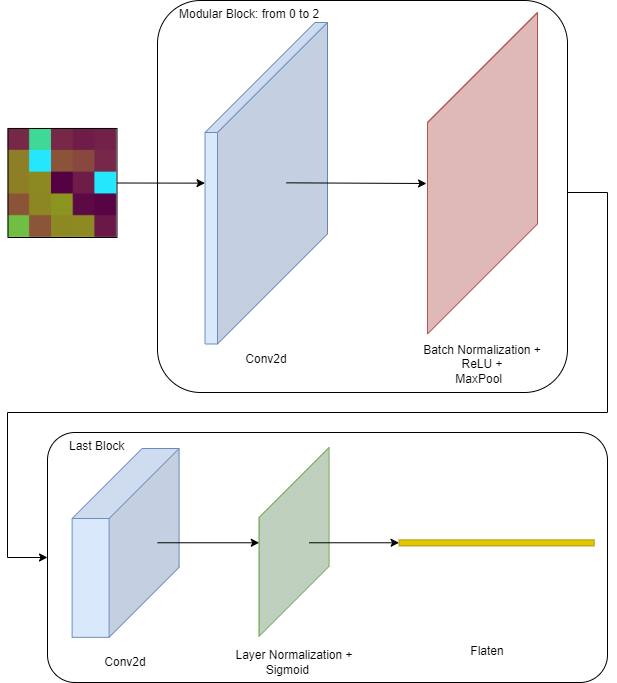 Modular Block: from 0 to 2
Conv2d
Batch Normalization +
ReLU +
MaxPool
Last Block
Conv2d
Layer Normalization +
Sigmoid
Flaten